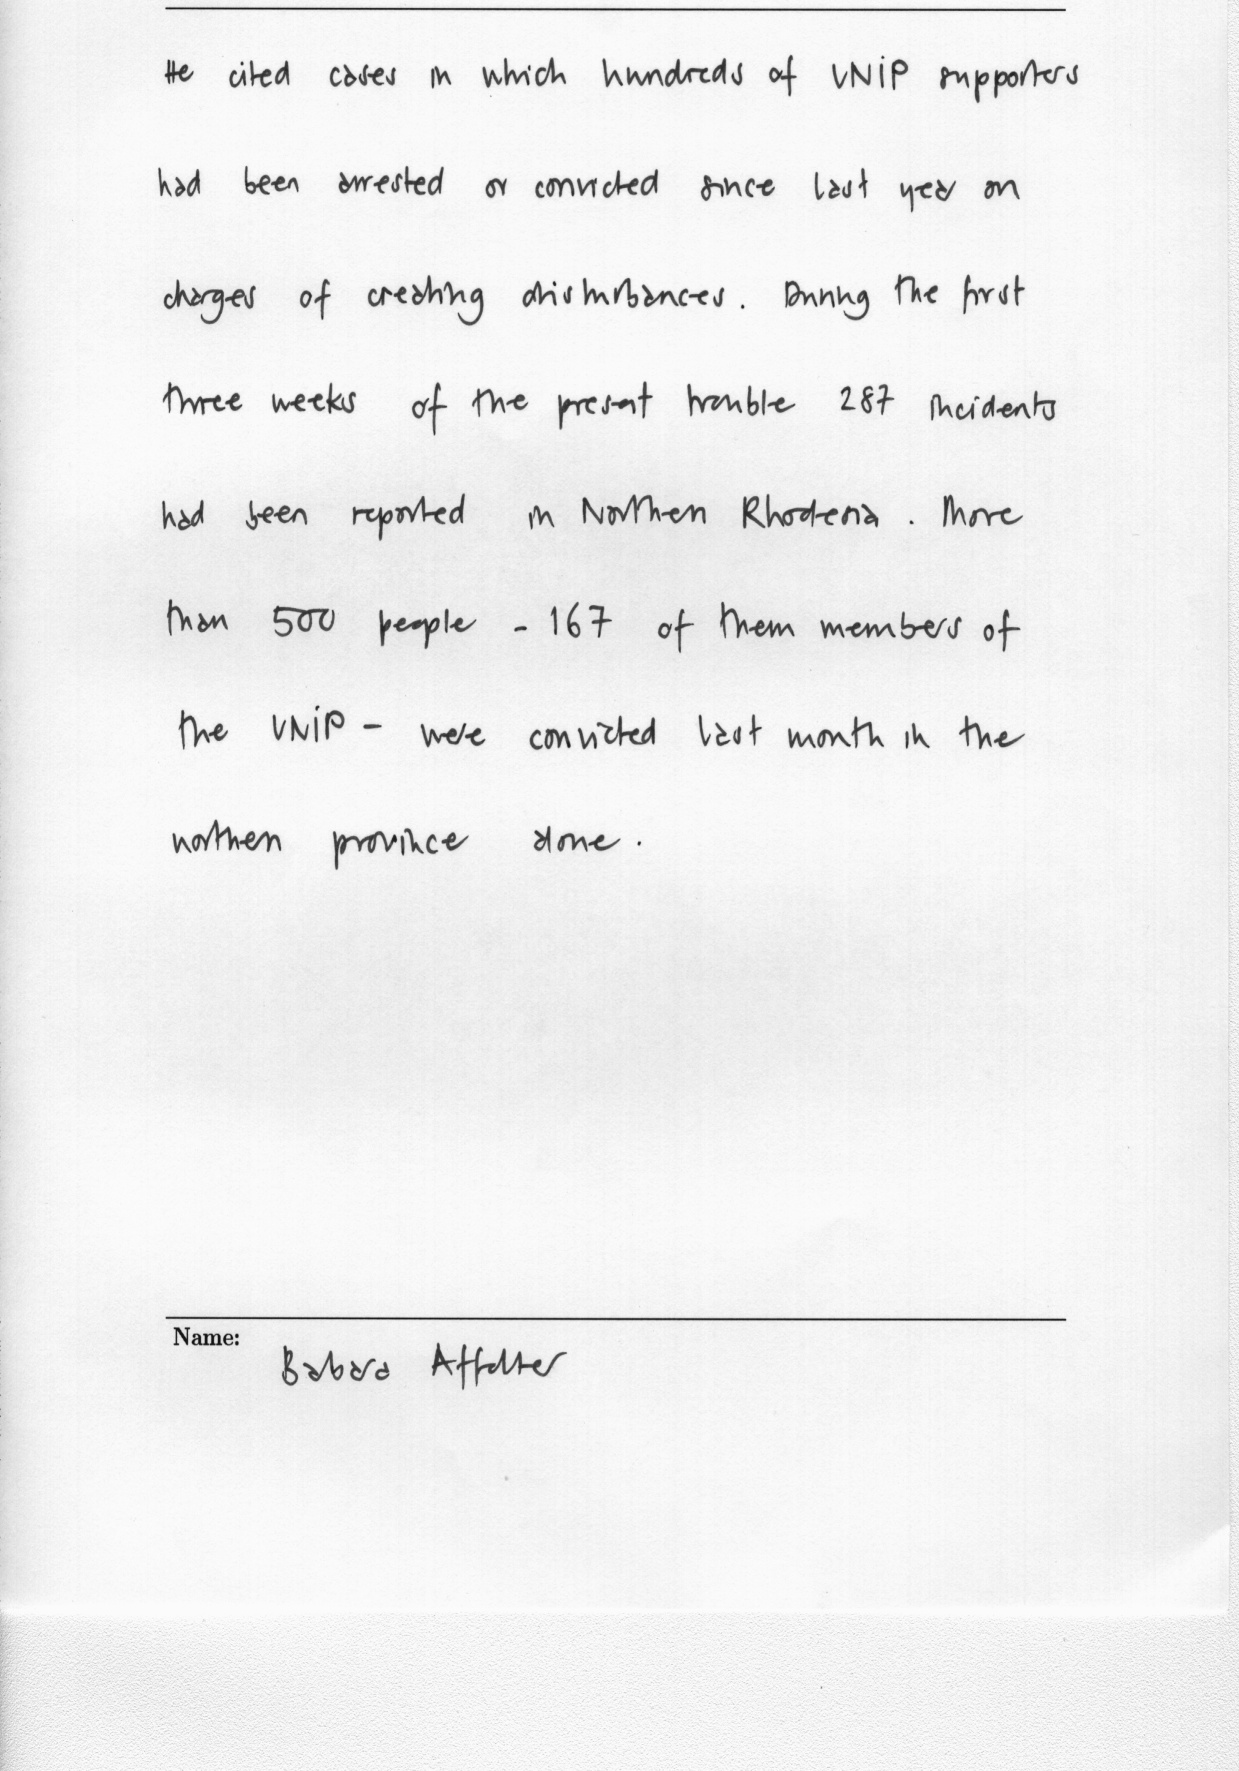 He cited cases in which hundreds of UNiP supporters
had been arrested or convicted since last year on
charges of creating disturbances. During the first
three weeks of the present trouble 287 incidents
had been reported in Northen Rhodesia. More
than 500 people - 167 of them members of
the UNiP - were convicted last month in the
northen province alone.
Name:
Babara Affolter